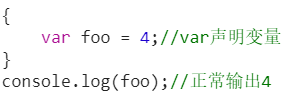 {
    var foo = 4;//var声明变量
}
console.log(foo);//正常输出4